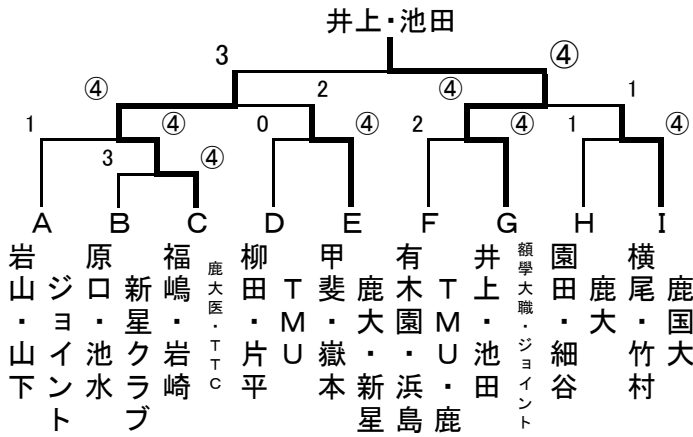 井上・池田
3
④
④
2
④
1
1
④
0
④
2
④
1
④
3
④
A
B
C
D
E
F
G
H
I
岩山・山下
ジョイント
原口・池水
新星クラブ
福嶋・岩崎
鹿大医・TTC
柳田・片平
TMU
甲斐・嶽本
鹿大・新星
有木園・浜島
TMU・鹿
井上・池田
額學大職・ジョイント
園田・細谷
鹿大
横尾・竹村
鹿国大